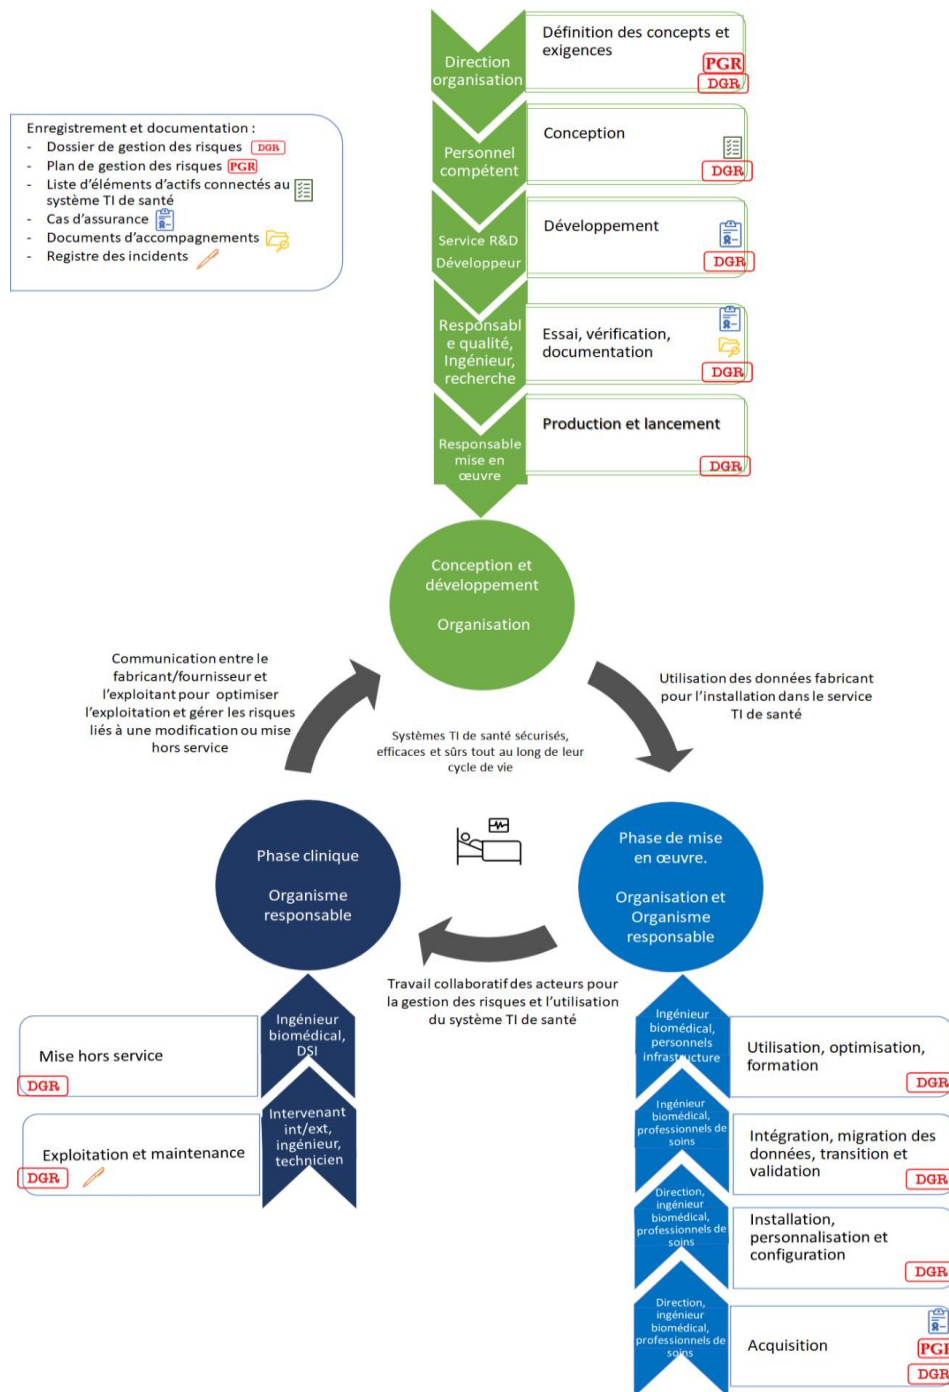 Définition des concepts et
exigences
PGR
DGR
Direction
organisation
Conception
DGR
Personnel
compétent
Enregistrement et documentation :
- Dossier de gestion des risques DGR
- Plan de gestion des risques PGR
- Liste d'éléments d'actifs connectés au
système TI de santé
- Cas d'assurance
- Documents d'accompagnements
- Registre des incidents
Développement
DGR
Service R&D
Développeur
Essai, vérification,
documentation
DGR
Responsabl
e qualité,
Ingénieur,
recherche
Production et lancement
DGR
Responsable
mise en
œuvre
Conception et
développement
Organisation
Communication entre le
fabricant/fournisseur et
l'exploitant pour optimiser
l'exploitation et gérer les risques
liés à une modification ou mise
hors service
Utilisation des données fabricant
pour l'installation dans le service
TI de santé
Systèmes TI de santé sécurisés,
efficaces et sûrs tout au long de leur
cycle de vie
Phase clinique
Organisme
responsable
Phase de mise
en œuvre.
Organisation et
Organisme
responsable
Travail collaboratif des acteurs pour
la gestion des risques et l'utilisation
du système TI de santé
Mise hors service
DGR
Ingénieur
biomédical,
DSI
Exploitation et maintenance
DGR
Intervenant
int/ext,
ingénieur,
technicien
Ingénieur
biomédical,
personnels
infrastructure
Utilisation, optimisation,
formation
DGR
Ingénieur
biomédical,
professionnels de
soins
Intégration, migration des
données, transition et
validation
DGR
Direction,
ingénieur
biomédical,
professionnels de
soins
Installation,
personnalisation et
configuration
DGR
Direction,
ingénieur
biomédical,
professionnels de
soins
Acquisition
PGR
DGR